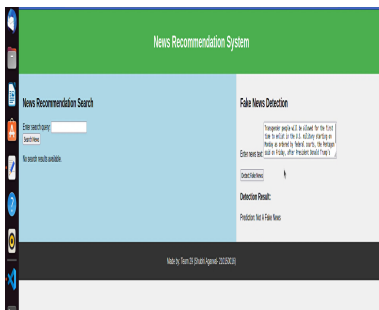 News Recommendation System
News Recommendation Search
Enter search query:
Search News
No search results available.
Fake News Detection
Transgender people will be allowed for the first
time to enlist in the U.S. military starting on
Monday as ordered by federal courts, the Pentagon
said on Friday, after President Donald Trump's
Enter news text:
Detect Fake News
Detection Result:
Prediction: Not A Fake News
Made by: Team 29 (Shubhi Agarwal-